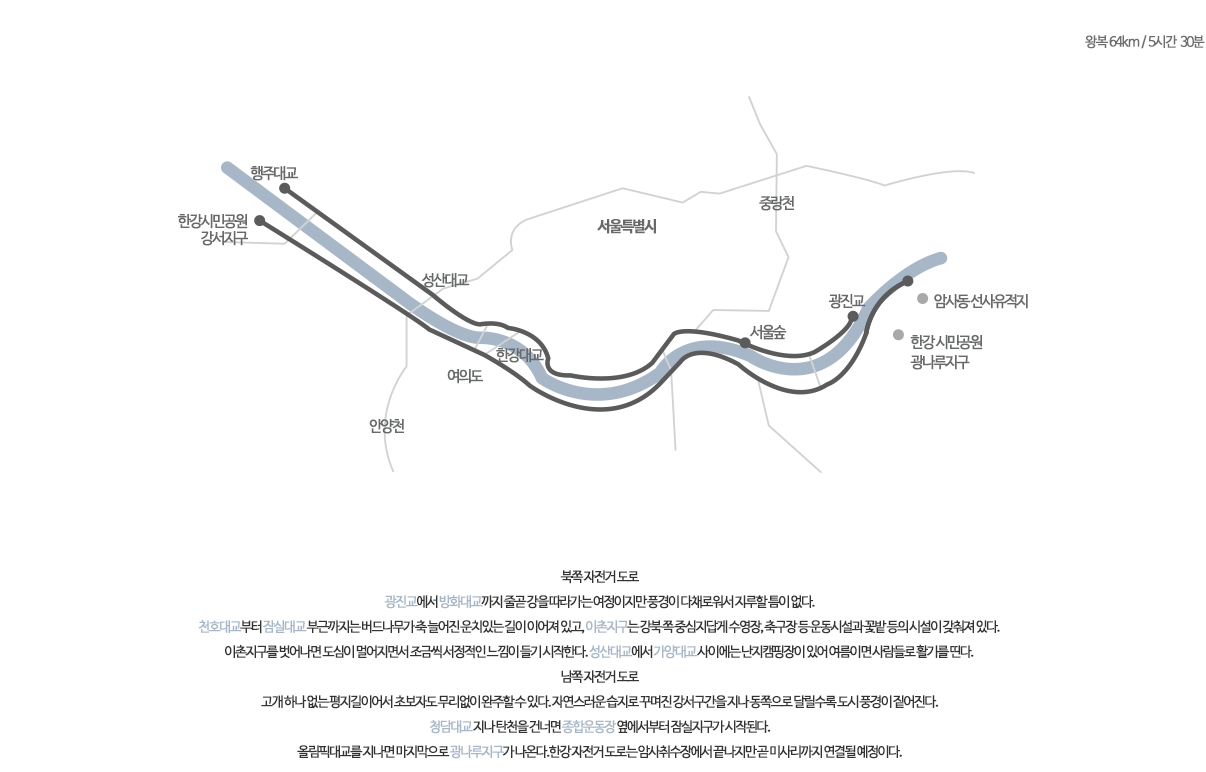 왕복 64km / 5시간 30분
행주대교
한강시민공원
강서지구
성산대교
서울특별시
중랑천
한강대교
여의도
안양천
서울숲
광진교
암사동 선사유적지
한강 시민공원
광나루지구
북쪽 자전거 도로
광진교에서 방화대교까지 줄곧 강을 따라가는 여정이지만 풍경이 다채로워서 지루할 틈이 없다.
천호대교부터 잠실대교 부근까지는 버드나무가 축 늘어진 운치있는 길이 이어져 있고, 이촌지구는 강북 쪽 중심지답게 수영장, 축구장 등 운동시설과 꽃밭 등의 시설이 갖춰져 있다.
이촌지구를 벗어나면 도심이 멀어지면서 조금씩 서정적인 느낌이 들기 시작한다. 성산대교에서 가양대교 사이에는 난지캠핑장이 있어 여름이면 사람들로 활기를 띤다.
남쪽 자전거 도로
고개 하나 없는 평지길이어서 초보자도 무리없이 완주할 수 있다. 자연스러운 습지로 꾸며진 강서구간을 지나 동쪽으로 달릴수록 도시 풍경이 짙어진다.
청담대교 지나 탄천을 건너면 종합운동장 옆에서부터 잠실지구가 시작된다.
올림픽대교를 지나면 마지막으로 광나루지구가 나온다.한강 자전거 도로는 암사취수장에서 끝나지만 곧 미사리까지 연결될 예정이다.